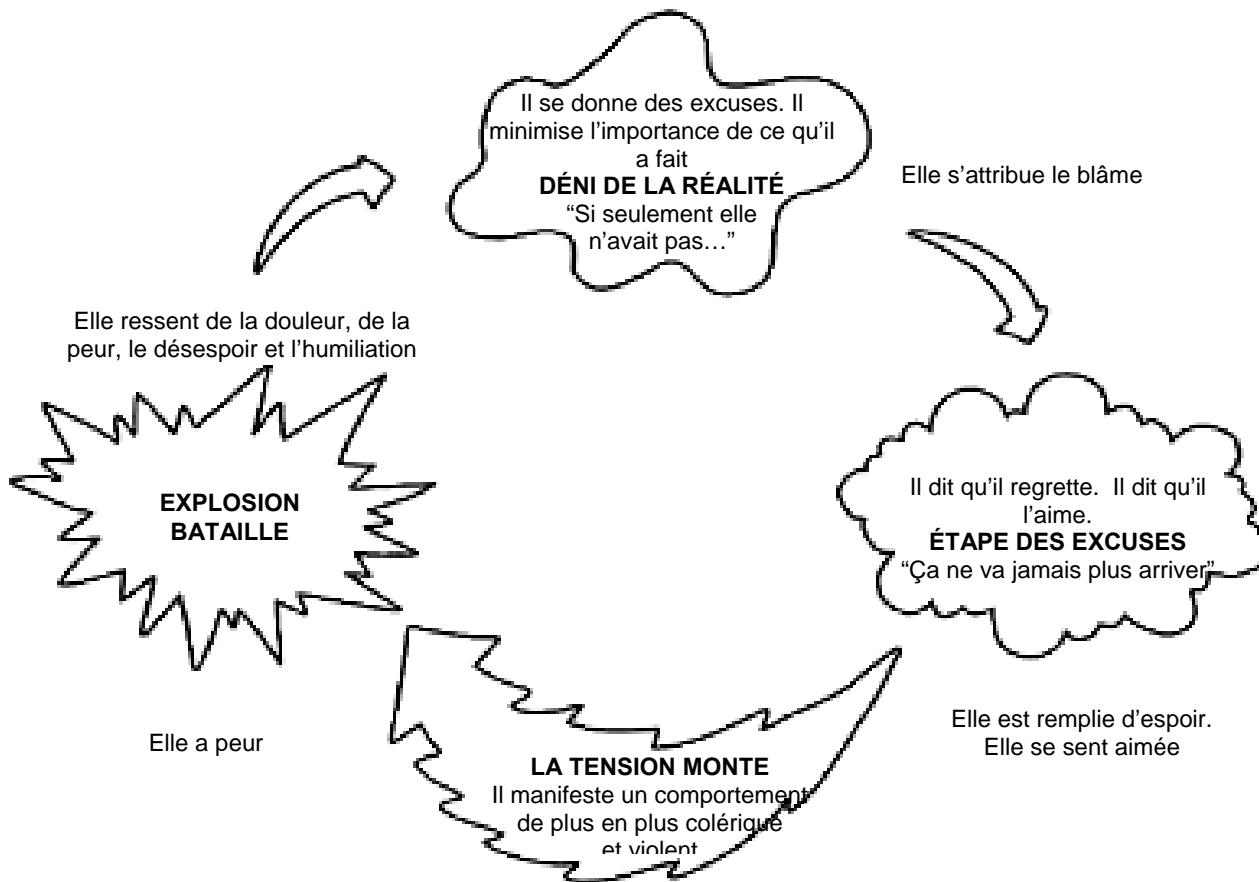 Il se donne des excuses. Il
minimise l’importance de ce qu’il
a fait
DÉNI DE LA RÉALITÉ
“Si seulement elle
n’avait pas…”
Elle s’attribue le blâme
Elle ressent de la douleur, de la
peur, le désespoir et l’humiliation
EXPLOSION
BATAILLE
Il dit qu’il regrette.  Il dit qu’il
l’aime.
ÉTAPE DES EXCUSES
“Ça ne va jamais plus arriver”
Elle est remplie d’espoir.
Elle se sent aimée
Elle a peur
LA TENSION MONTE
Il manifeste un comportement
de plus en plus colérique
et violent